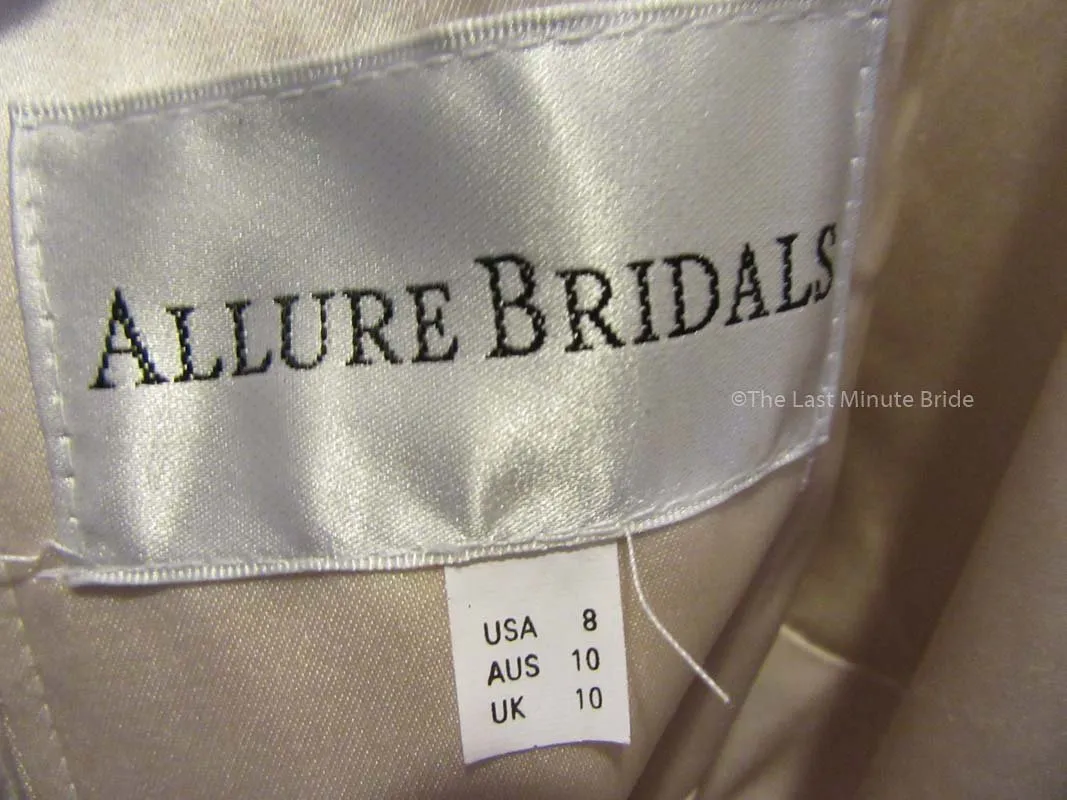 ALLURE BRIDALS
©The Last Minute Bride
USA 8
AUS 10
UK 10